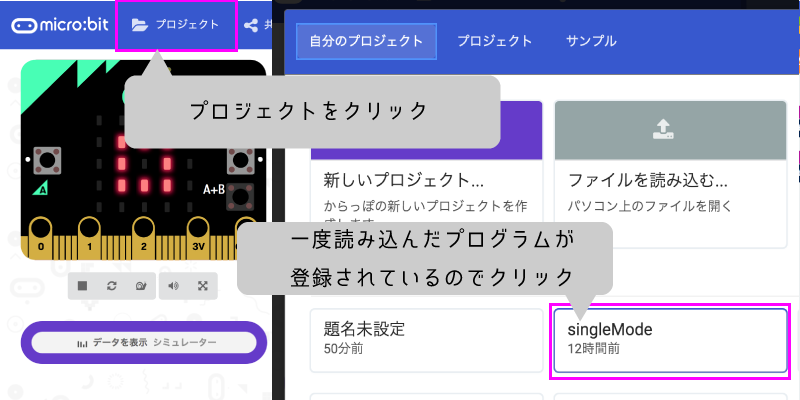 micro:bit
プロジェクト
共
自分のプロジェクト
プロジェクト
サンプル
プロジェクトをクリック
A
A+B
0
1
2
3V
新しいプロジェクト...
からっぽの新しいプロジェクトを作
ファイルを読み込む...
パソコン上のファイルを開く
一度読み込んだプログラムが
登録されているのでクリック
題名未設定
50分前
singleMode
12時間前
データを表示 シミュレーター